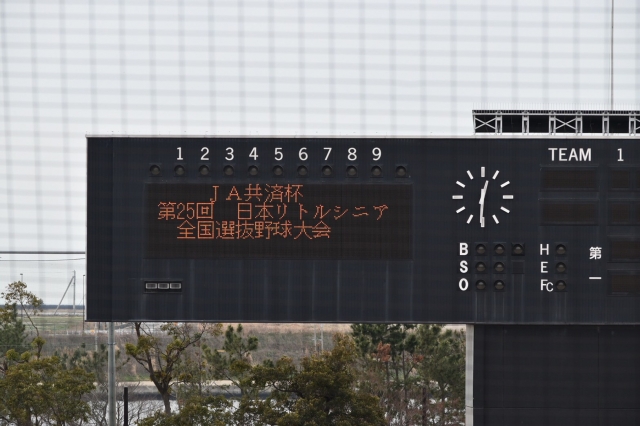 1 2 3 4 5 6 7 8 9
TEAM 1
JA共済杯
第25回 日本リトルシニア
全国選抜野球大会
B
S
O
H
E
Fc
第一